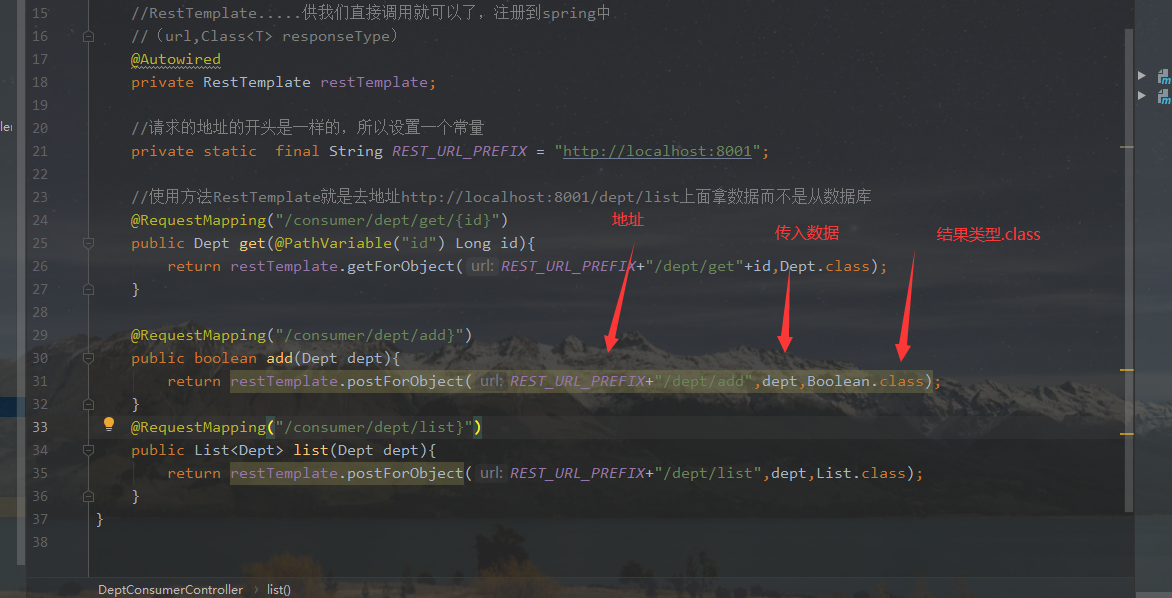 15 //RestTemplate.....供我们直接调用就可以了，注册到spring中
16 //（url,Class<T> responseType）
17 @Autowired
18 private RestTemplate restTemplate;
19
ler
20 //请求的地址的开头是一样的，所以设置一个常量
21 private static  final String REST_URL_PREFIX = "http://localhost:8001";
22
23 //使用方法RestTemplate就是去地址http://localhost:8001/dept/list上面拿数据而不是从数据库
24 @RequestMapping("/consumer/dept/get/{id}")
地址
传入数据
结果类型.class
25 public Dept get(@PathVariable("id") Long id){
26 return restTemplate.getForObject( url: REST_URL_PREFIX+"/dept/get"+id,Dept.class);
27 }
28
29 @RequestMapping("/consumer/dept/add}")
30 public boolean add(Dept dept){
31 return restTemplate.postForObject( url: REST_URL_PREFIX+"/dept/add",dept,Boolean.class);
32 }
33 @RequestMapping("/consumer/dept/list}")
34 public List<Dept> list(Dept dept){
35 return restTemplate.postForObject( url: REST_URL_PREFIX+"/dept/list",dept,List.class);
36 }
37 }
38
DeptConsumerController › list()